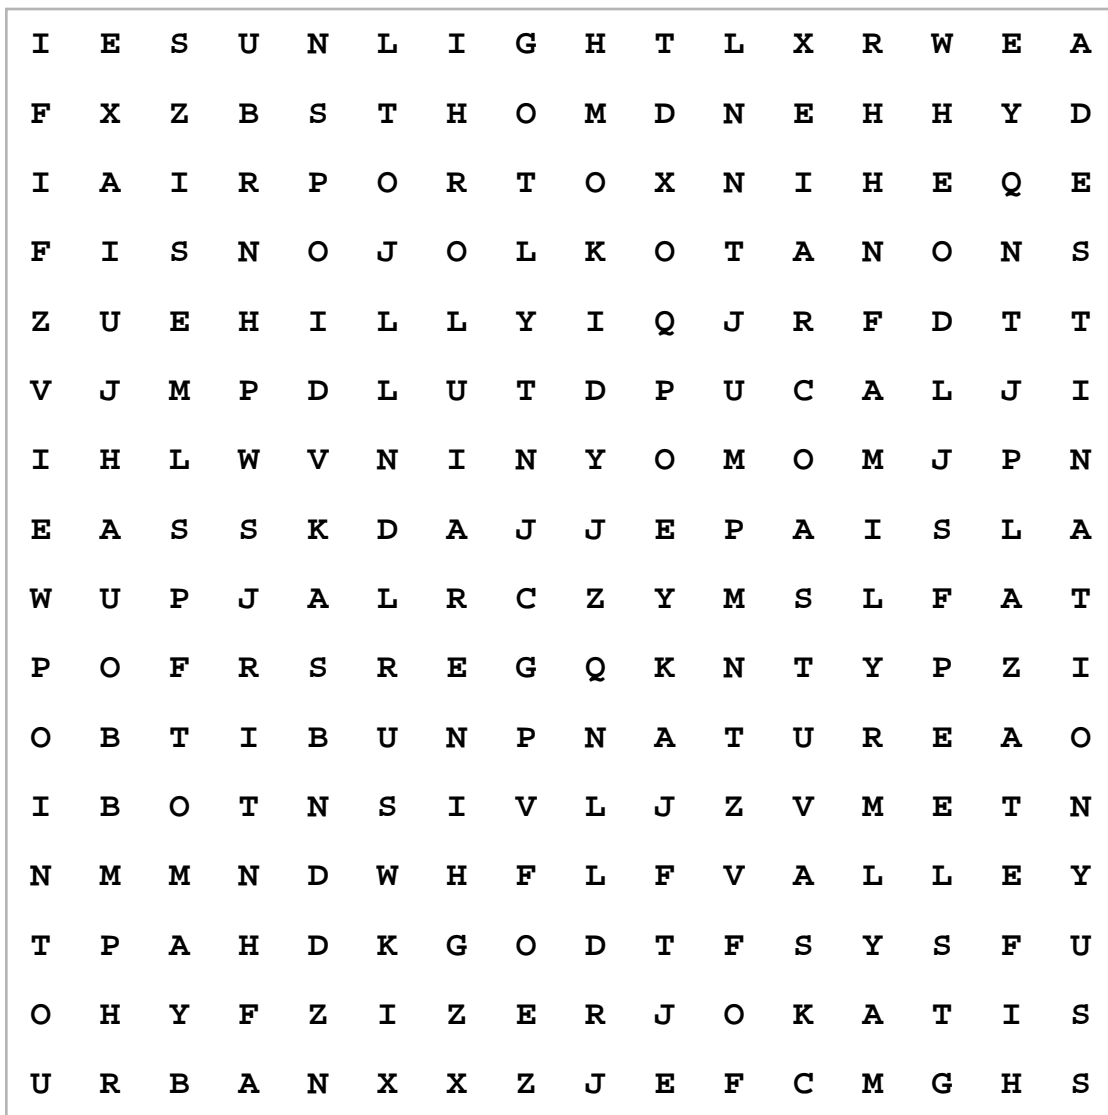 I E S U N L I G H T L X R W E A
F X Z B S T H O M D N E H H Y D
I A I R P O R T O X N I H E Q E
F I S N O J O L K O T A N O N S
Z U E H I L L Y I Q J R F D T T
V J M P D L U T D P U C A L J I
I H L W V N I N Y O M O M J P N
E A S S K D A J J E P A I S L A
W U P J A L R C Z Y M S L F A T
P O F R S R E G Q K N T Y P Z I
O B T I B U N P N A T U R E A O
I B O T N S I V L J Z V M E T N
N M M N D W H F L F V A L L E Y
T P A H D K G O D T F S Y S F U
O H Y F Z I Z E R J O K A T I S
U R B A N X X Z J E F C M G H S